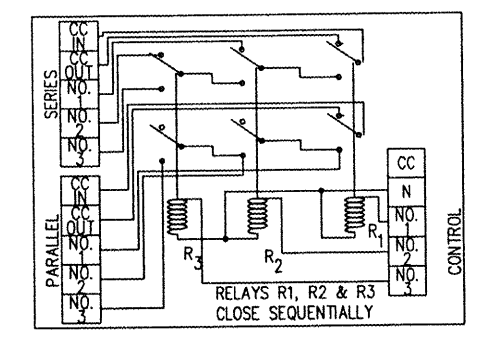 SERIES
CC
IN
CC
OUT
NO.
1
NO.
2
NO.
3
PARALLEL
CC
IN
CC
OUT
NO.
1
NO.
2
NO.
3
R3
R2
R1
CONTROL
CC
N
NO.
1
NO.
2
NO.
3
RELAYS R1, R2 & R3
CLOSE SEQUENTIALLY